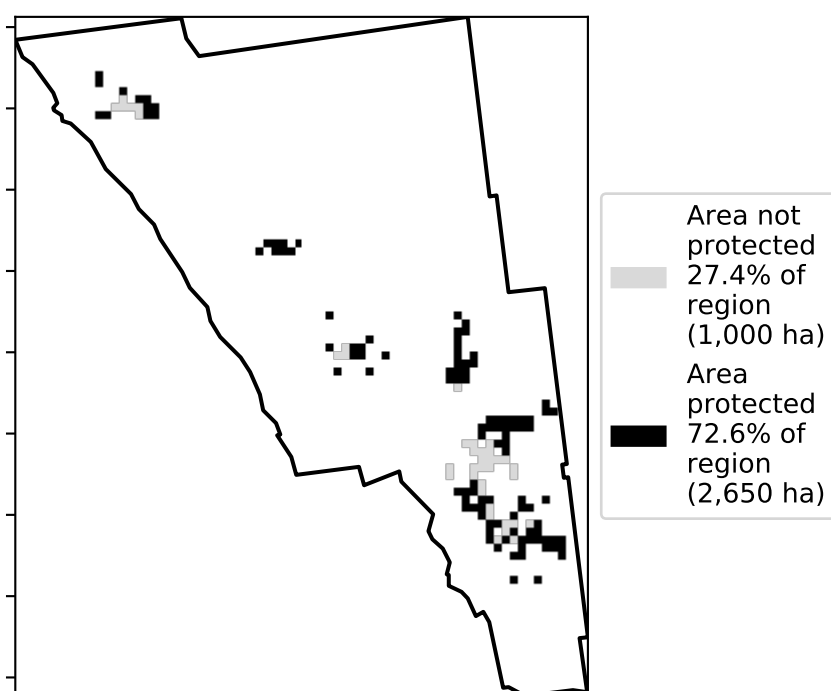 Area not
protected
27.4% of
region
(1,000 ha)
Area
protected
72.6% of
region
(2,650 ha)